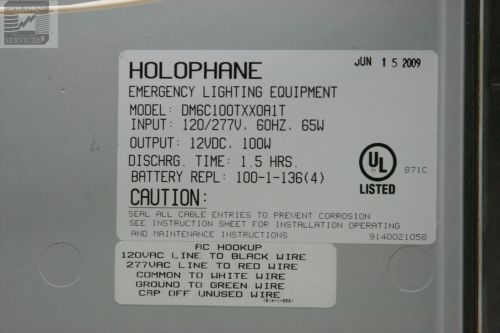 GOLDEN
SERVICES
JUN 15 2009
HOLOPHANE
EMERGENCY LIGHTING EQUIPMENT
MODEL: DM6C100TXX0A1T
INPUT: 120/277V, 60HZ, 65W
OUTPUT: 12VDC, 100W
DISCHRG. TIME: 1.5 HRS.
BATTERY REPL: 100-1-136(4)
UL
LISTED
871C
CAUTION:
SEAL ALL CABLE ENTRIES TO PREVENT CORROSION
SEE INSTRUCTION SHEET FOR INSTALLATION OPERATING
AND MAINTENANCE INSTRUCTIONS
9140021058
AC HOOKUP
120VAC LINE TO BLACK WIRE
277VAC LINE TO RED WIRE
COMMON TO WHITE WIRE
GROUND TO GREEN WIRE
CAP OFF UNUSED WIRE